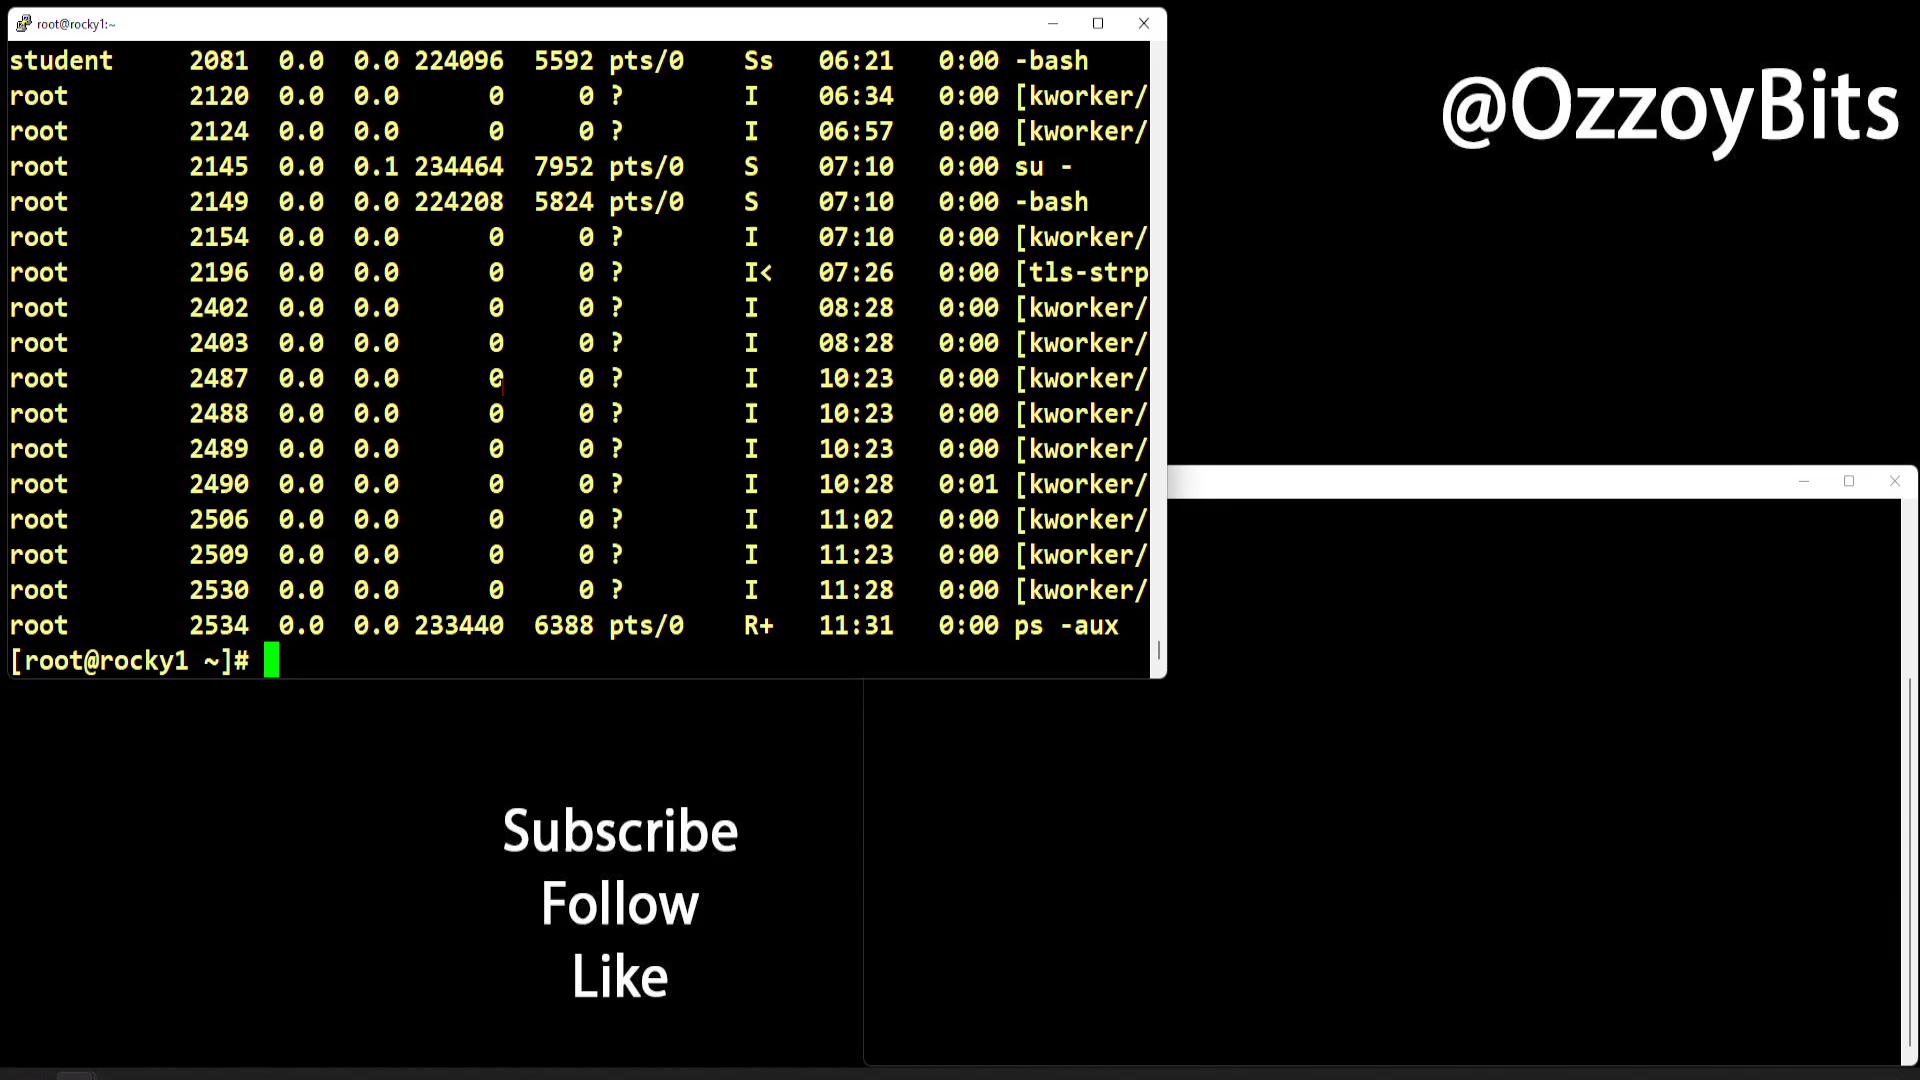 root@rocky1:~
student 2081 0.0 0.0 224096 5592 pts/0 Ss 06:21 0:00 -bash
root 2120 0.0 0.0 0 0 ? I 06:34 0:00 [kworker/
root 2124 0.0 0.0 0 0 ? I 06:57 0:00 [kworker/
root 2145 0.0 0.1 234464 7952 pts/0 S 07:10 0:00 su -
root 2149 0.0 0.0 224208 5824 pts/0 S 07:10 0:00 -bash
root 2154 0.0 0.0 0 0 ? I 07:10 0:00 [kworker/
root 2196 0.0 0.0 0 0 ? I< 07:26 0:00 [tls-strp
root 2402 0.0 0.0 0 0 ? I 08:28 0:00 [kworker/
root 2403 0.0 0.0 0 0 ? I 08:28 0:00 [kworker/
root 2487 0.0 0.0 0 0 ? I 10:23 0:00 [kworker/
root 2488 0.0 0.0 0 0 ? I 10:23 0:00 [kworker/
root 2489 0.0 0.0 0 0 ? I 10:23 0:00 [kworker/
root 2490 0.0 0.0 0 0 ? I 10:28 0:01 [kworker/
root 2506 0.0 0.0 0 0 ? I 11:02 0:00 [kworker/
root 2509 0.0 0.0 0 0 ? I 11:23 0:00 [kworker/
root 2530 0.0 0.0 0 0 ? I 11:28 0:00 [kworker/
root 2534 0.0 0.0 233440 6388 pts/0 R+ 11:31 0:00 ps -aux
[root@rocky1 ~]#
@OzzoyBits
Subscribe
Follow
Like